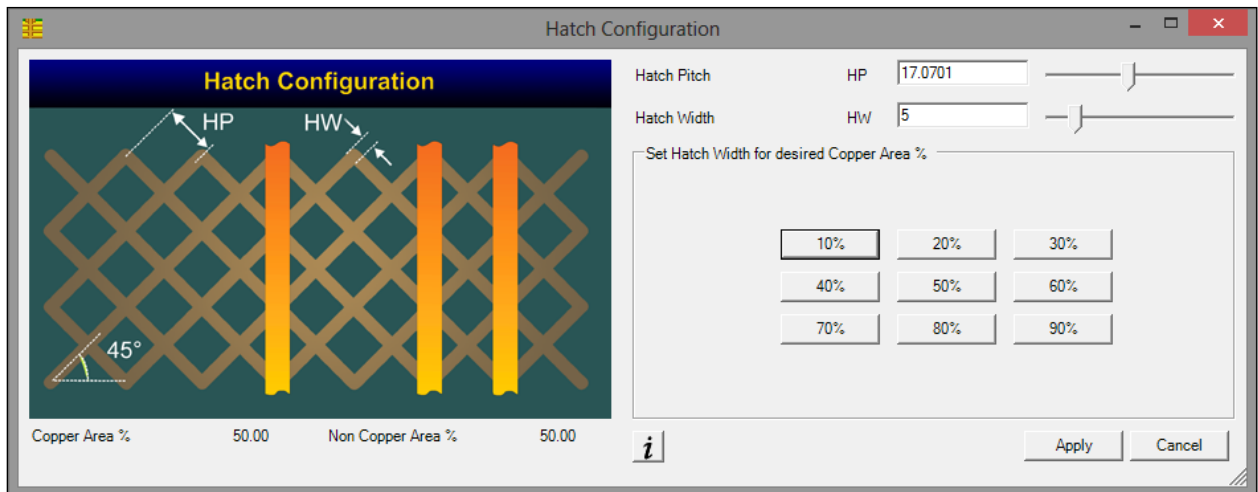 Hatch Configuration
Hatch Configuration
HP
HW
45°
Copper Area % 50.00 Non Copper Area % 50.00
Hatch Pitch HP 17.0701
Hatch Width HW 5
Set Hatch Width for desired Copper Area %
10% 20% 30%
40% 50% 60%
70% 80% 90%
i
Apply Cancel